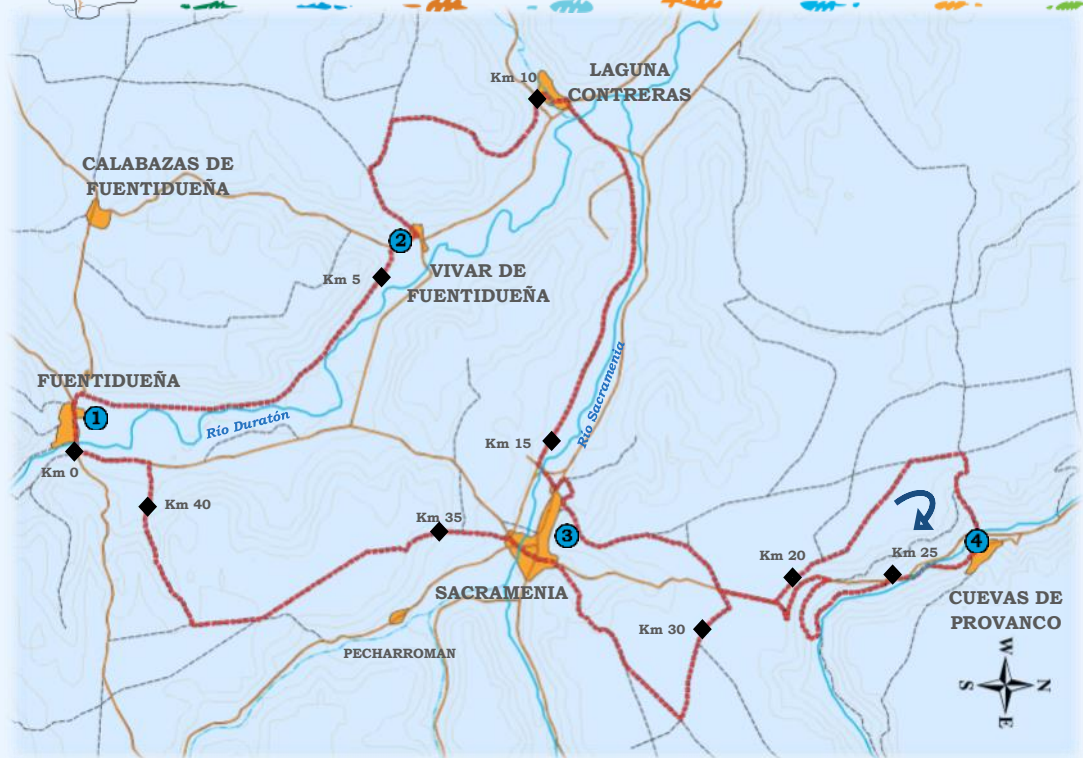 Km 10
LAGUNA
CONTRERAS
CALABAZAS DE
FUENTIDUEÑA
2
Km 5
VIVAR DE
FUENTIDUEÑA
FUENTIDUEÑA
1
Río Duratón
Río Sacramenia
Km 0
Km 15
Km 40
Km 35
3
SACRAMENIA
Km 20
Km 25
4
CUEVAS DE
PROVANCO
Km 30
PECHARROMAN
W
S
N
E